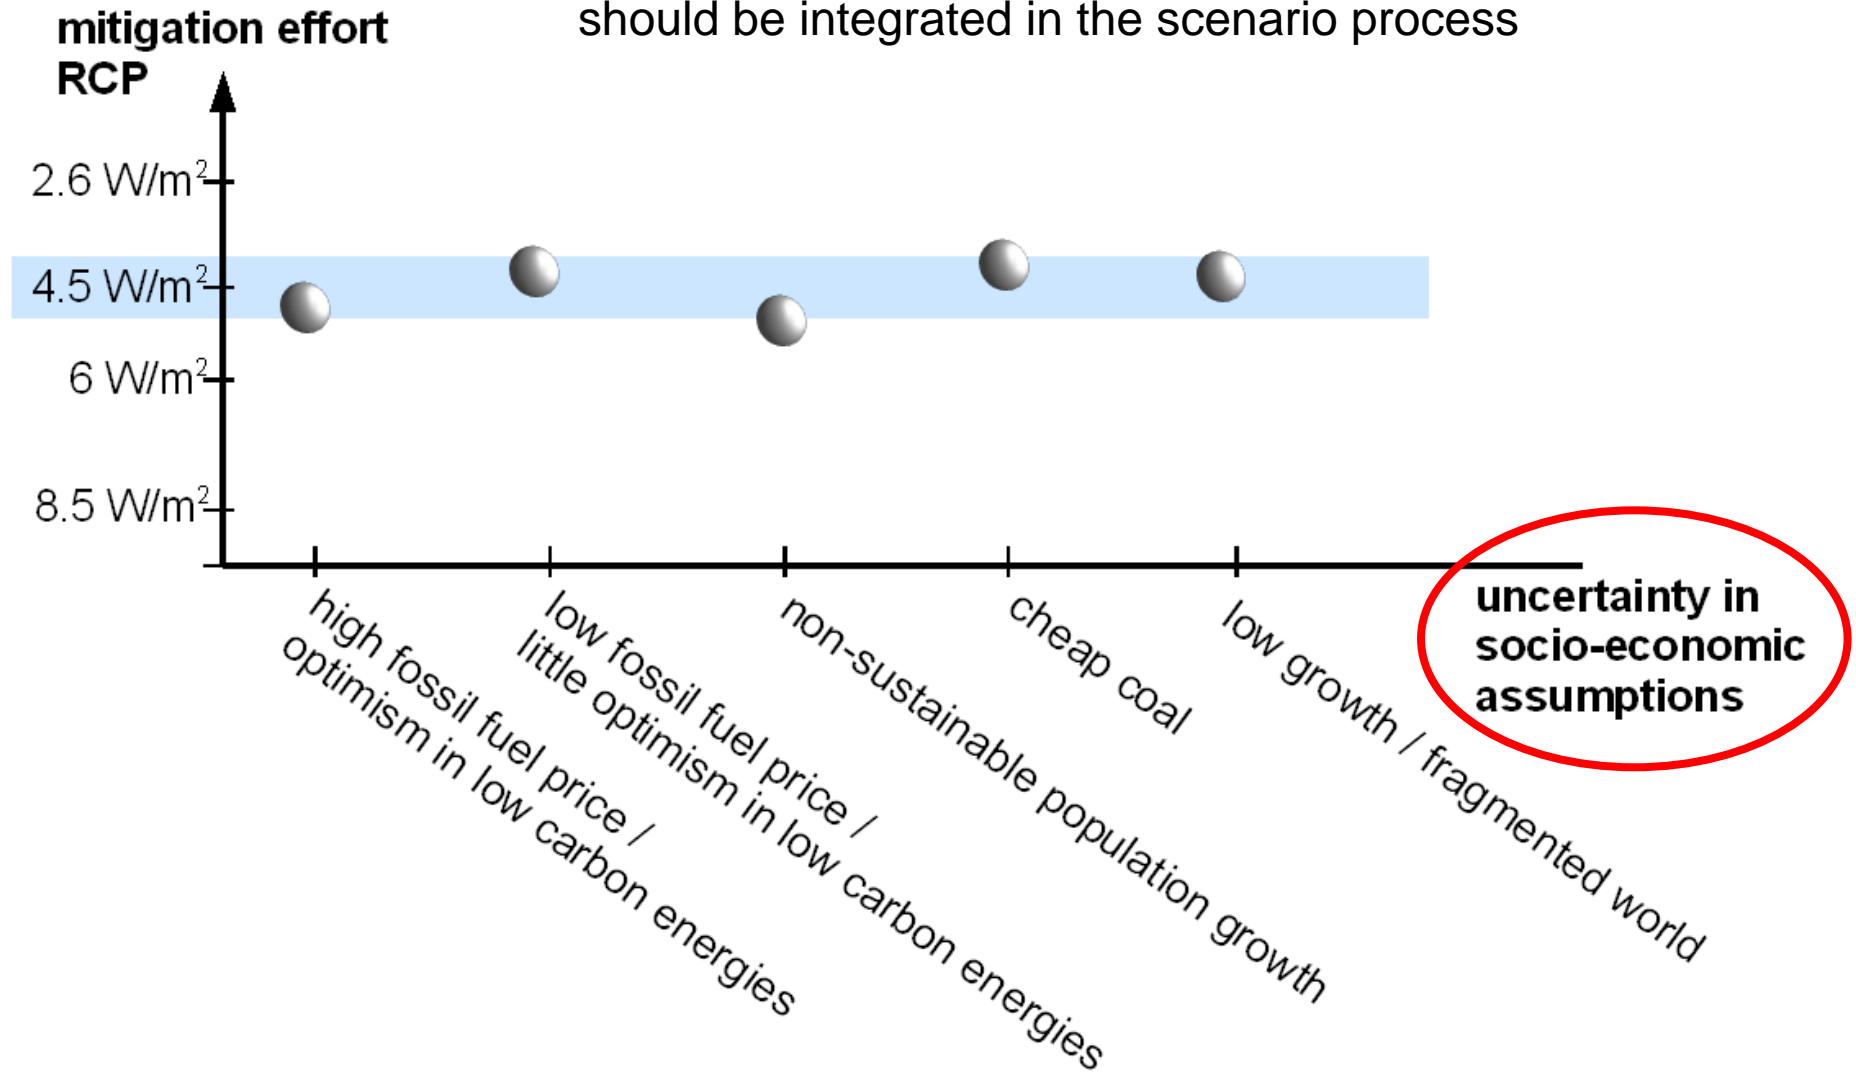 should be integrated in the scenario process
mitigation effort
RCP
2.6 W/m²
4.5 W/m²
6 W/m²
8.5 W/m²
high fossil fuel price /
optimism in low carbon energies
low fossil fuel price /
little optimism in low carbon energies
non-sustainable population growth
cheap coal
low growth / fragmented world
uncertainty in
socio-economic
assumptions